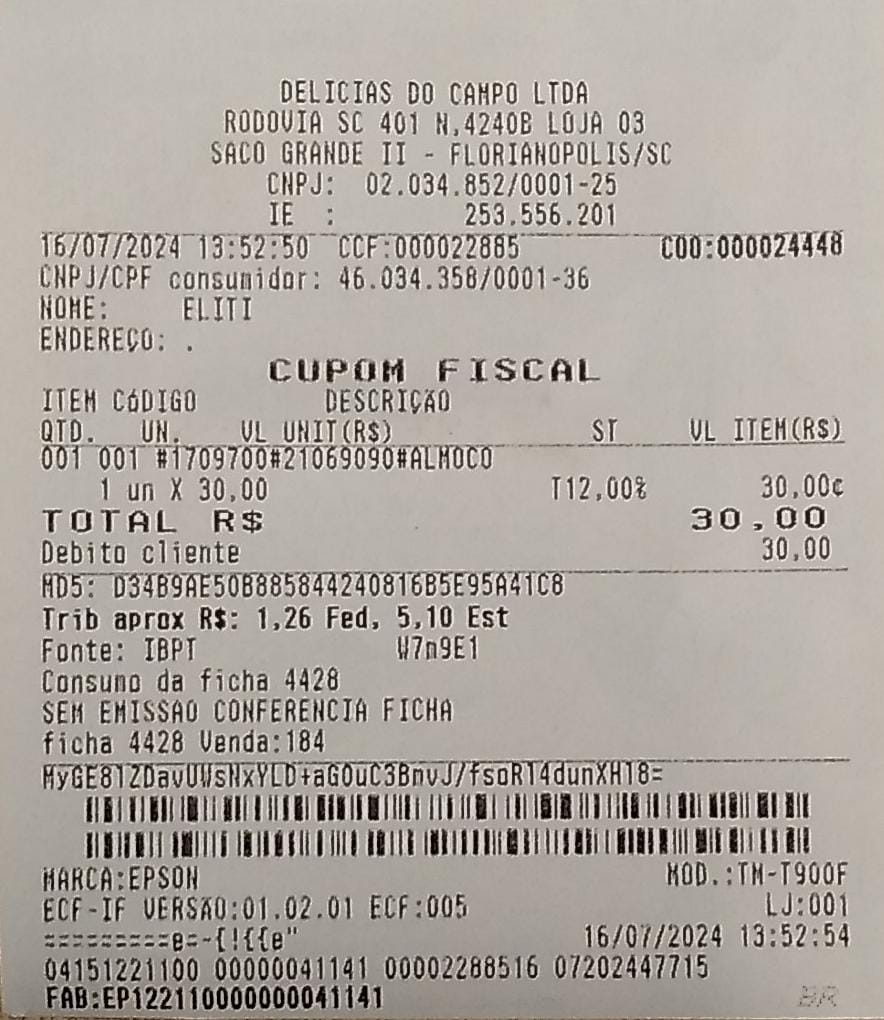 DELICIAS DO CAMPO LTDA
RODOVIA SC 401 N.4240B LOJA 03
SACO GRANDE II - FLORIANOPOLIS/SC
CNPJ: 02.034.852/0001-25
IE : 253.556.201
16/07/2024 13:52:50 CCF:000022885 COO:000024448
CNPJ/CPF consumidor: 46.034.358/0001-36
NOME: ELITI
ENDEREÇO: .
CUPOM FISCAL
ITEM CÓDIGO DESCRIÇÃO
QTD. UN. VL UNIT(R$) ST VL ITEM(R$)
001 001 #1709700#21069090#ALMOCO
1 un X 30,00 T12,00% 30,00¢
TOTAL R$ 30,00
Debito cliente 30,00
MD5: D34B9AE50B885844240816B5E95A41C8
Trib aprox R$: 1,26 Fed, 5,10 Est
Fonte: IBPT W7n9E1
Consumo da ficha 4428
SEM EMISSAO CONFERENCIA FICHA
ficha 4428 Venda:184
MyGE81ZDavUWsNxYLD+aGOuC3BmvJ/fsoRT4dunXH18=
MARCA:EPSON MOD.:TM-T900F
ECF-IF VERSÃO:01.02.01 ECF:005 LJ:001
==========e=-{!{{e" 16/07/2024 13:52:54
04151221100 00000041141 00002288516 07202447715
FAB:EP122110000000041141
BR